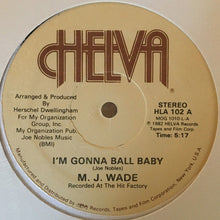 HELVA
Arranged & Produced
By
Herschel Dwellingham
For My Organization
Group, Inc.
My Organization Pub.
Joe Nobles Music
(BMI)
STEREO
HLA 102 A
MOG 1010-L-A
℗ 1982 HELVA Records
Tapes and Film Corp.
Time: 5:17
I'M GONNA BALL BABY
(Joe Nobles)
M. J. WADE
Recorded At The Hit Factory